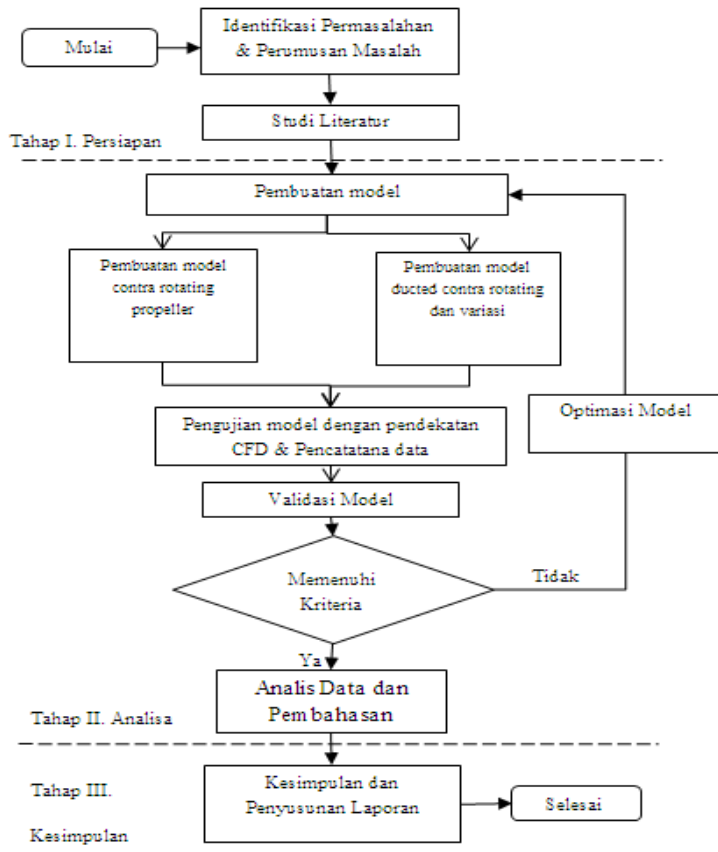 Mulai
Identifikasi Permasalahan
& Perumusan Masalah
Studi Literatur
Tahap I. Persiapan
Pembuatan model
Pembuatan model
contra rotating
propeller
Pembuatan model
ducted contra rotating
dan variasi
Optimasi Model
Pengujian model dengan pendekatan
CFD & Pencatatana data
Validasi Model
Memenuhi
Kriteria
Tidak
Ya
Analis Data dan
Pembahasan
Tahap II. Analisa
Tahap III.
Kesimpulan
Kesimpulan dan
Penyusunan Laporan
Selesai